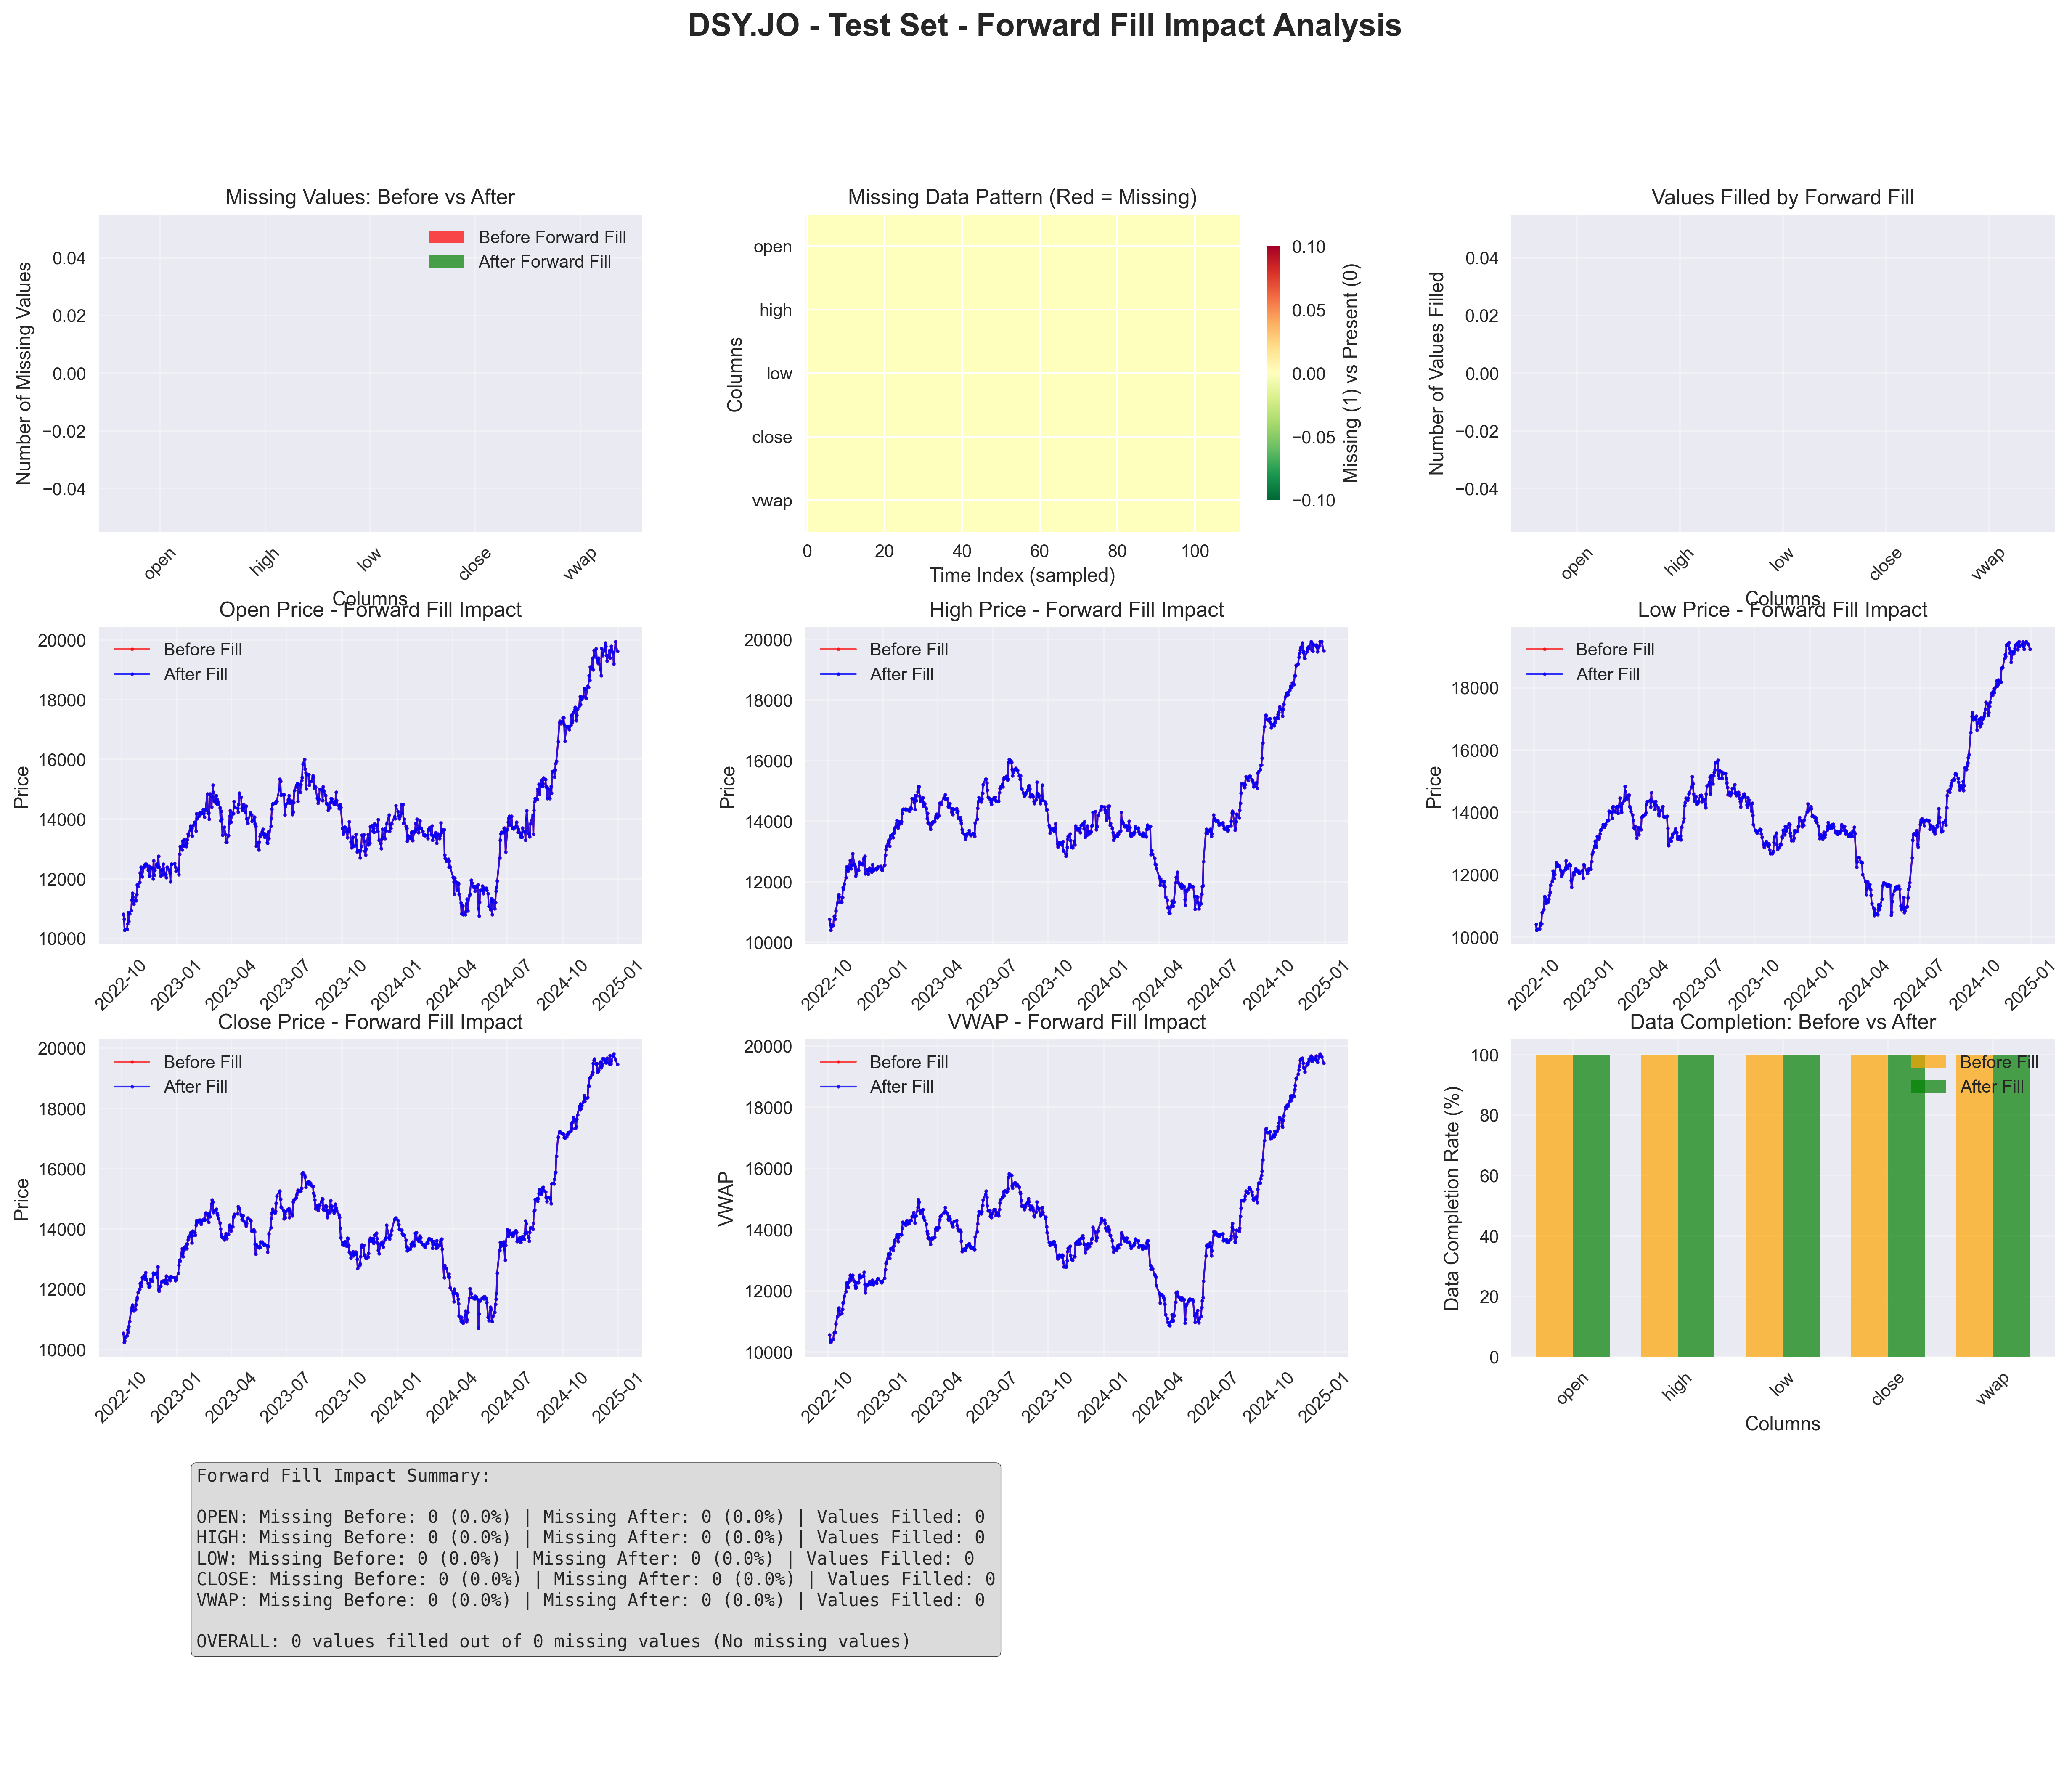 DSY.JO - Test Set - Forward Fill Impact Analysis
Missing Values: Before vs After
Number of Missing Values
0.04
0.02
0.00
−0.02
−0.04
Before Forward Fill
After Forward Fill
open
high
low
close
vwap
Columns
Missing Data Pattern (Red = Missing)
Columns
open
high
low
close
vwap
0
20
40
60
80
100
Time Index (sampled)
0.10
0.05
0.00
−0.05
−0.10
Missing (1) vs Present (0)
Values Filled by Forward Fill
Number of Values Filled
0.04
0.02
0.00
−0.02
−0.04
open
high
low
close
vwap
Columns
Open Price - Forward Fill Impact
Price
20000
18000
16000
14000
12000
10000
Before Fill
After Fill
2022-10
2023-01
2023-04
2023-07
2023-10
2024-01
2024-04
2024-07
2024-10
2025-01
High Price - Forward Fill Impact
Price
20000
18000
16000
14000
12000
10000
Before Fill
After Fill
2022-10
2023-01
2023-04
2023-07
2023-10
2024-01
2024-04
2024-07
2024-10
2025-01
Low Price - Forward Fill Impact
Price
18000
16000
14000
12000
10000
Before Fill
After Fill
2022-10
2023-01
2023-04
2023-07
2023-10
2024-01
2024-04
2024-07
2024-10
2025-01
Close Price - Forward Fill Impact
Price
20000
18000
16000
14000
12000
10000
Before Fill
After Fill
2022-10
2023-01
2023-04
2023-07
2023-10
2024-01
2024-04
2024-07
2024-10
2025-01
VWAP - Forward Fill Impact
VWAP
20000
18000
16000
14000
12000
10000
Before Fill
After Fill
2022-10
2023-01
2023-04
2023-07
2023-10
2024-01
2024-04
2024-07
2024-10
2025-01
Data Completion: Before vs After
Data Completion Rate (%)
100
80
60
40
20
0
Before Fill
After Fill
open
high
low
close
vwap
Columns
Forward Fill Impact Summary:
OPEN: Missing Before: 0 (0.0%) | Missing After: 0 (0.0%) | Values Filled: 0
HIGH: Missing Before: 0 (0.0%) | Missing After: 0 (0.0%) | Values Filled: 0
LOW: Missing Before: 0 (0.0%) | Missing After: 0 (0.0%) | Values Filled: 0
CLOSE: Missing Before: 0 (0.0%) | Missing After: 0 (0.0%) | Values Filled: 0
VWAP: Missing Before: 0 (0.0%) | Missing After: 0 (0.0%) | Values Filled: 0
OVERALL: 0 values filled out of 0 missing values (No missing values)